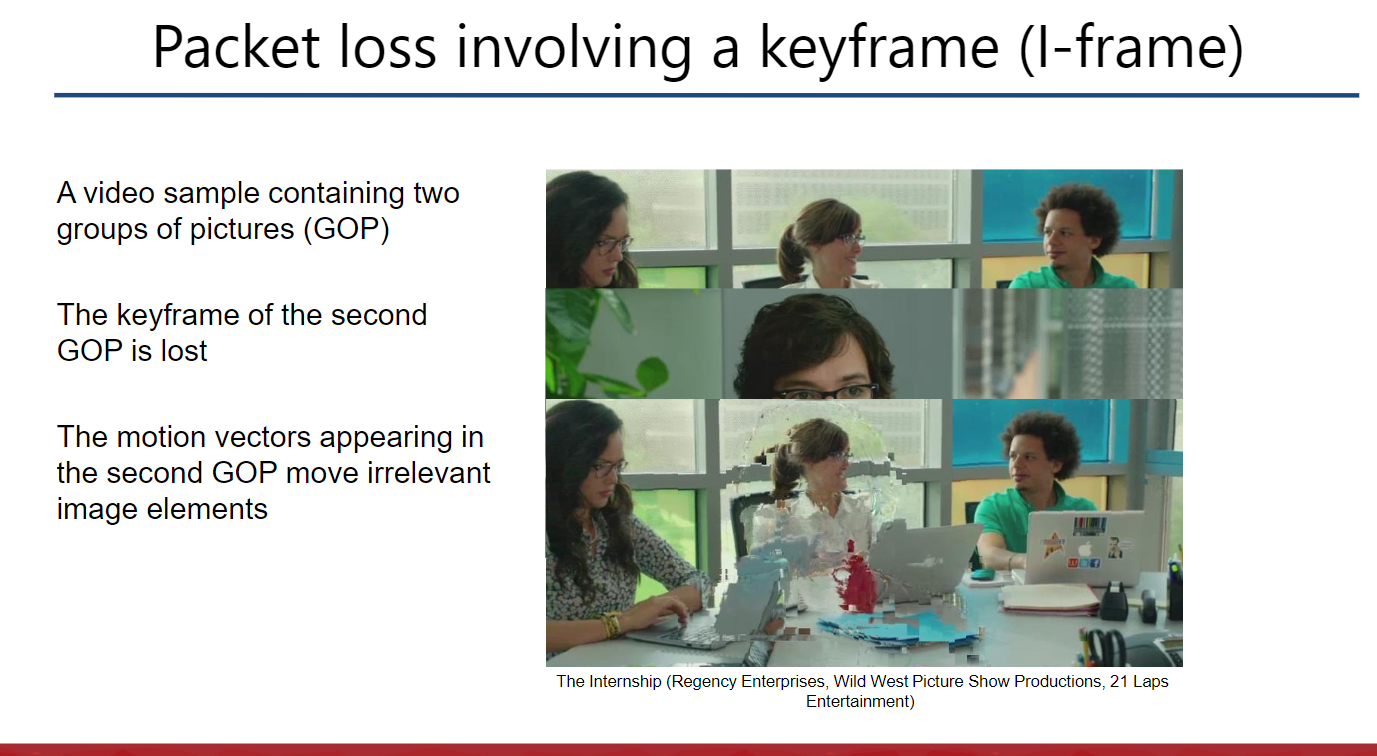 Packet loss involving a keyframe (I-frame)
A video sample containing two
groups of pictures (GOP)
The keyframe of the second
GOP is lost
The motion vectors appearing in
the second GOP move irrelevant
image elements
The Internship (Regency Enterprises, Wild West Picture Show Productions, 21 Laps
Entertainment)